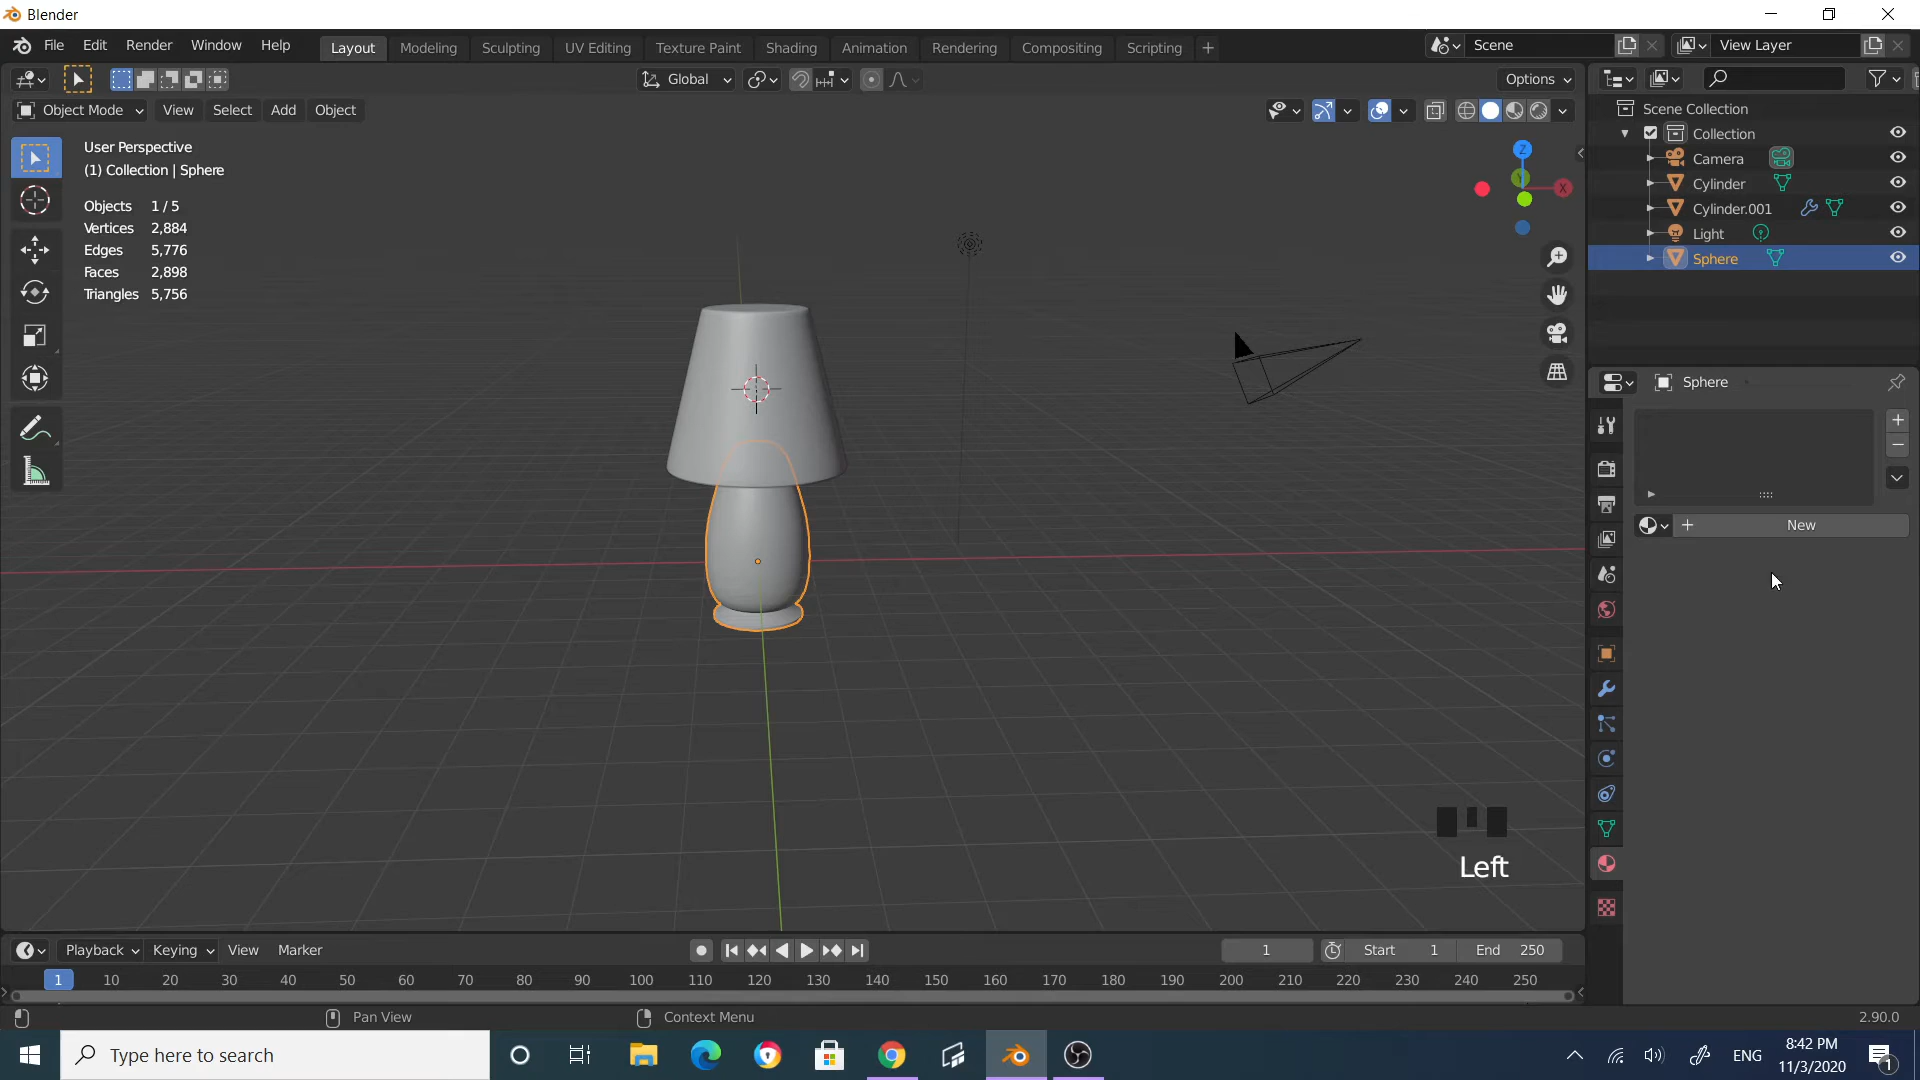 Blender
File Edit Render Window Help Layout Modeling Sculpting UV Editing Texture Paint Shading Animation Rendering Compositing Scripting + Scene View Layer
Global Options
Object Mode View Select Add Object
User Perspective
(1) Collection | Sphere
Objects 1 / 5
Vertices 2,884
Edges 5,776
Faces 2,898
Triangles 5,756
Z
X
Scene Collection
Collection
Camera
Cylinder
Cylinder.001
Light
Sphere
Sphere
+ New
Left
Playback Keying View Marker 1 Start 1 End 250
1 10 20 30 40 50 60 70 80 90 100 110 120 130 140 150 160 170 180 190 200 210 220 230 240 250
Pan View Context Menu 2.90.0
Type here to search ENG 8:42 PM
11/3/2020
1